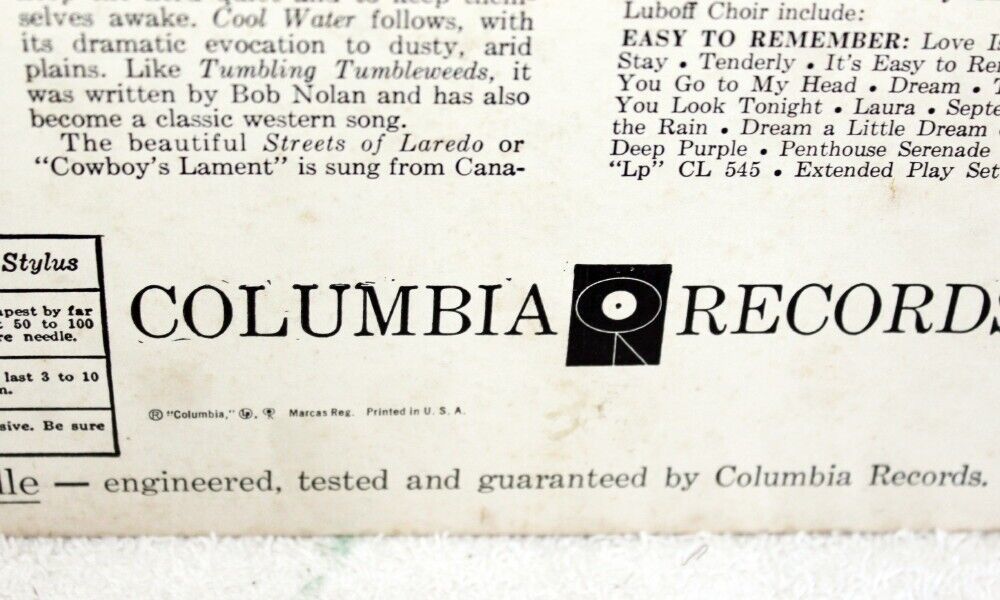 selves awake. Cool Water follows, with
its dramatic evocation to dusty, arid
plains. Like Tumbling Tumbleweeds, it
was written by Bob Nolan and has also
become a classic western song.
The beautiful Streets of Laredo or
"Cowboy's Lament" is sung from Cana-
Luboff Choir include:
EASY TO REMEMBER: Love Is
Stay • Tenderly • It's Easy to Re
You Go to My Head • Dream •
You Look Tonight • Laura • Septe
the Rain • Dream a Little Dream
Deep Purple • Penthouse Serenade
"Lp" CL 545 • Extended Play Set
Stylus
apest by far
50 to 100
re needle.
last 3 to 10
n.
sive. Be sure
COLUMBIA RECORDS
® "Columbia," Marcas Reg. Printed in U. S. A.
lle — engineered, tested and guaranteed by Columbia Records.